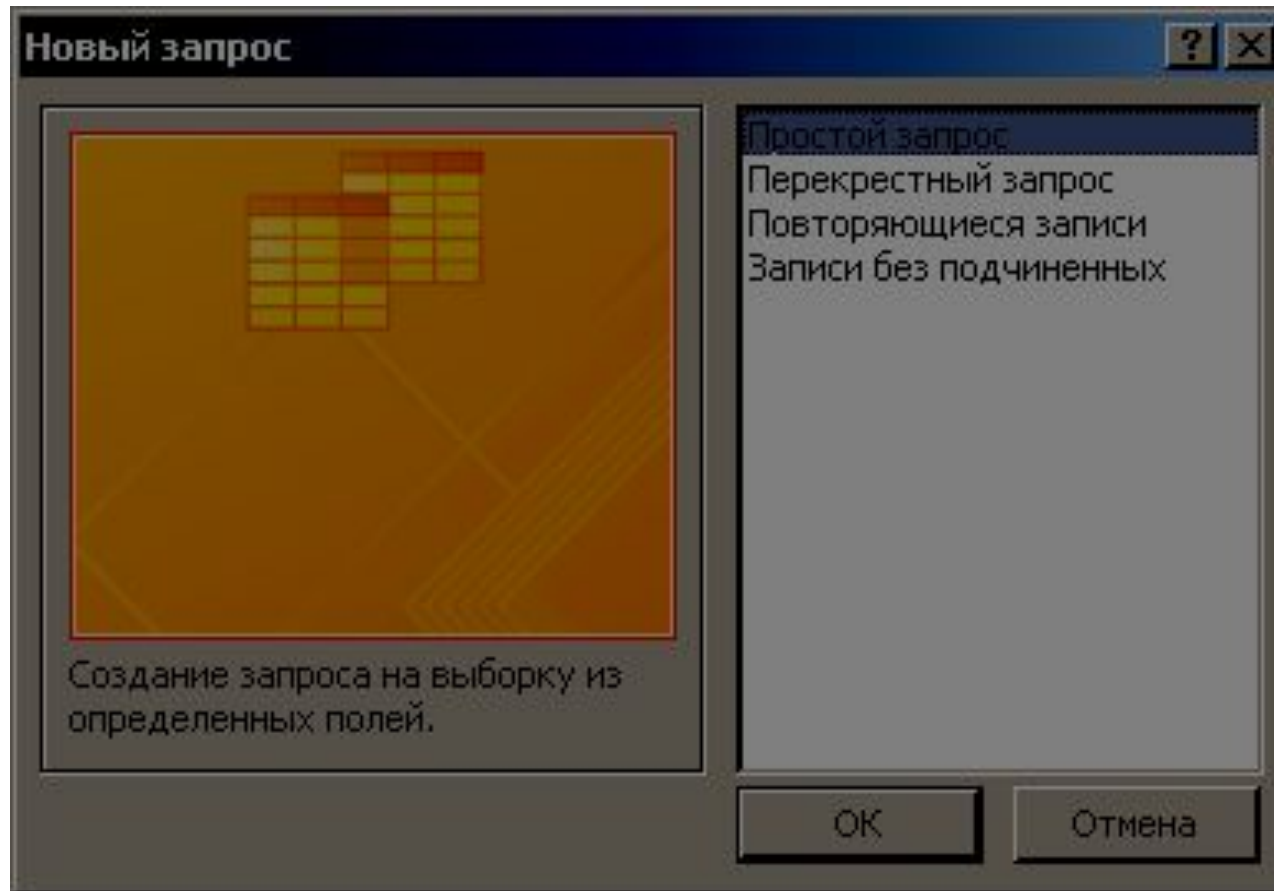 Новый запрос
Простой запрос
Перекрестный запрос
Повторяющиеся записи
Записи без подчиненных
Создание запроса на выборку из
определенных полей.
ОК
Отмена